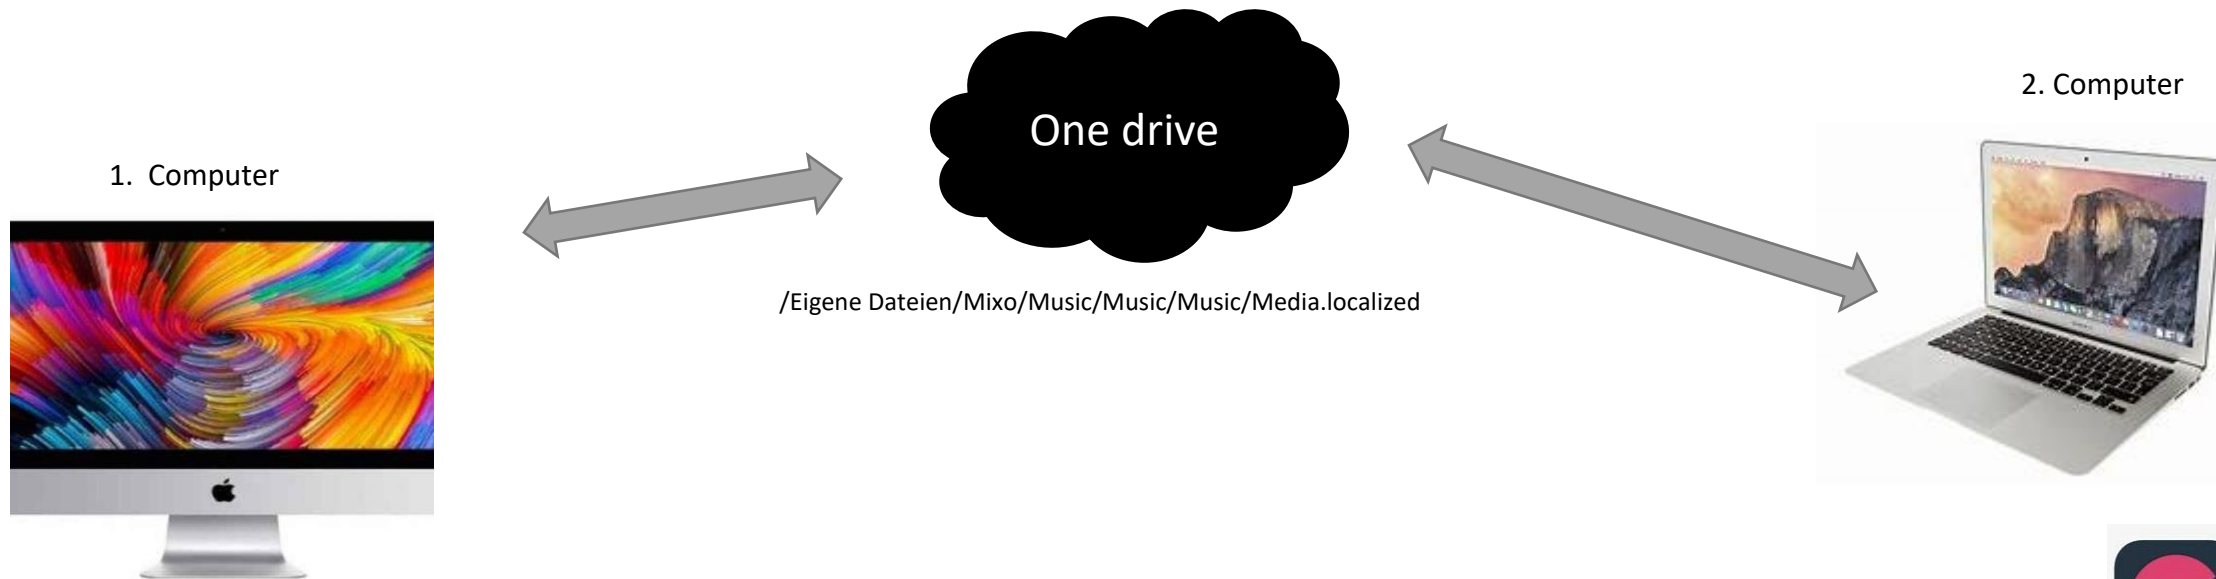 One drive
2. Computer
1. Computer
/Eigene Dateien/Mixo/Music/Music/Music/Media.localized